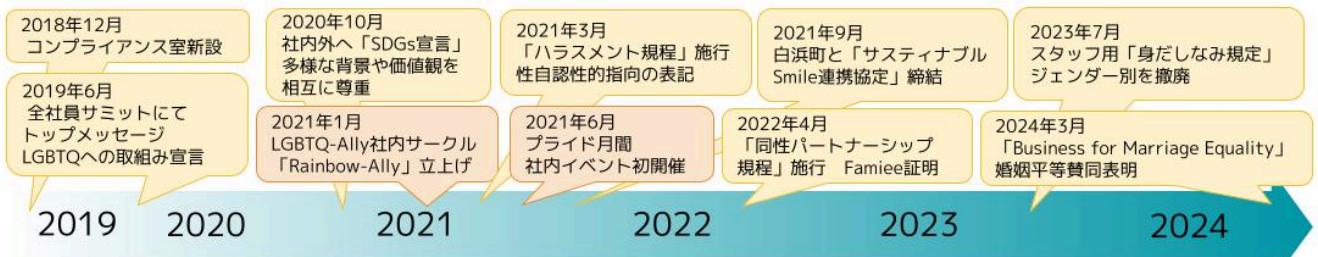 2018年12月
コンプライアンス室新設
2019年6月
全社員サミットにて
トップメッセージ
LGBTQへの取組み宣言
2020年10月
社内外へ「SDGs宣言」
多様な背景や価値観を
相互に尊重
2021年1月
LGBTQ-Ally社内サークル
「Rainbow-Ally」立上げ
2021年3月
「ハラスメント規程」施行
性自認性的指向の表記
2021年6月
プライド月間
社内イベント初開催
2021年9月
白浜町と「サスティナブル
Smile連携協定」締結
2022年4月
「同性パートナーシップ
規程」施行　Famiee証明
2023年7月
スタッフ用「身だしなみ規定」
ジェンダー別を撤廃
2024年3月
「Business for Marriage Equality」
婚姻平等賛同表明
2019 2020 2021 2022 2023 2024